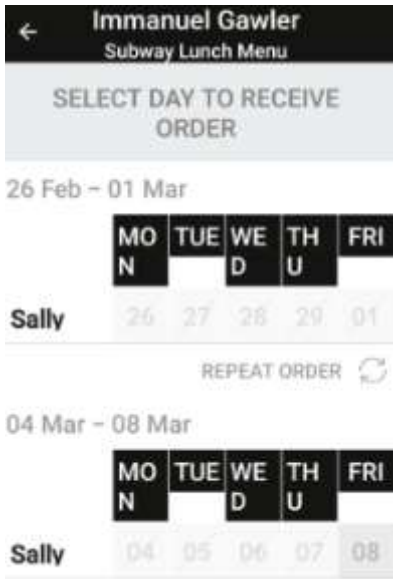 Immanuel Gawler
Subway Lunch Menu
SELECT DAY TO RECEIVE
ORDER
26 Feb - 01 Mar
MO TUE WE TH FRI
N D U
Sally 26 27 28 29 01
REPEAT ORDER
04 Mar - 08 Mar
MO TUE WE TH FRI
N D U
Sally 04 05 06 07 08